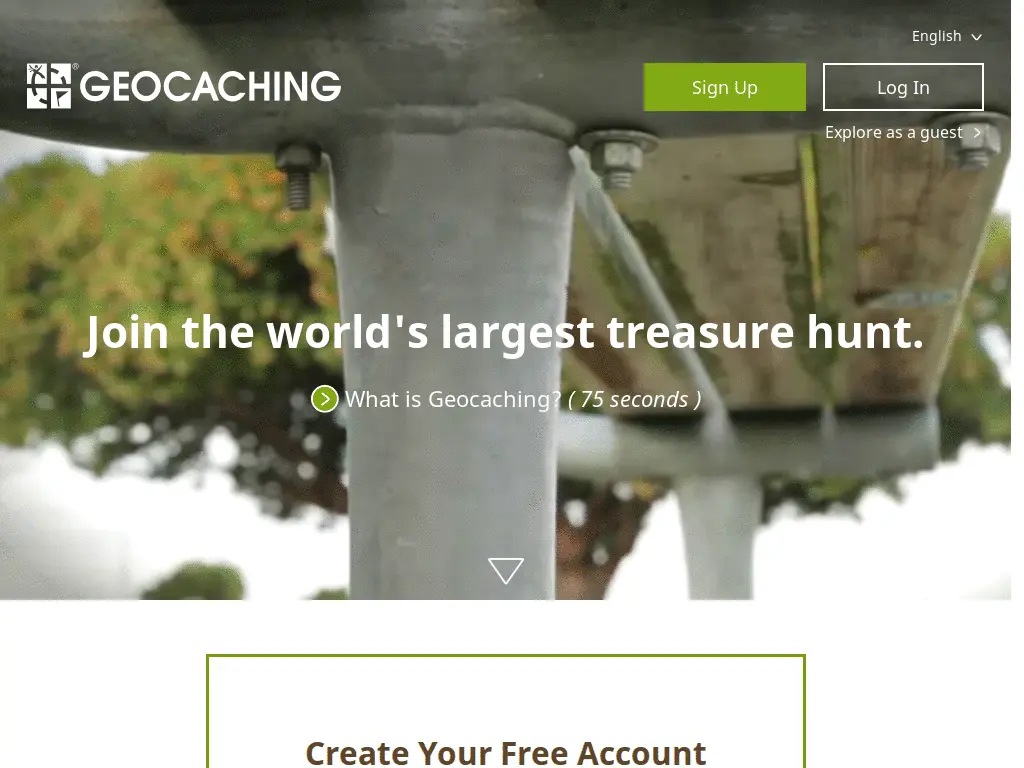 English
GEOCACHING®
Sign Up
Log In
Explore as a guest
Join the world's largest treasure hunt.
What is Geocaching? ( 75 seconds )
Create Your Free Account